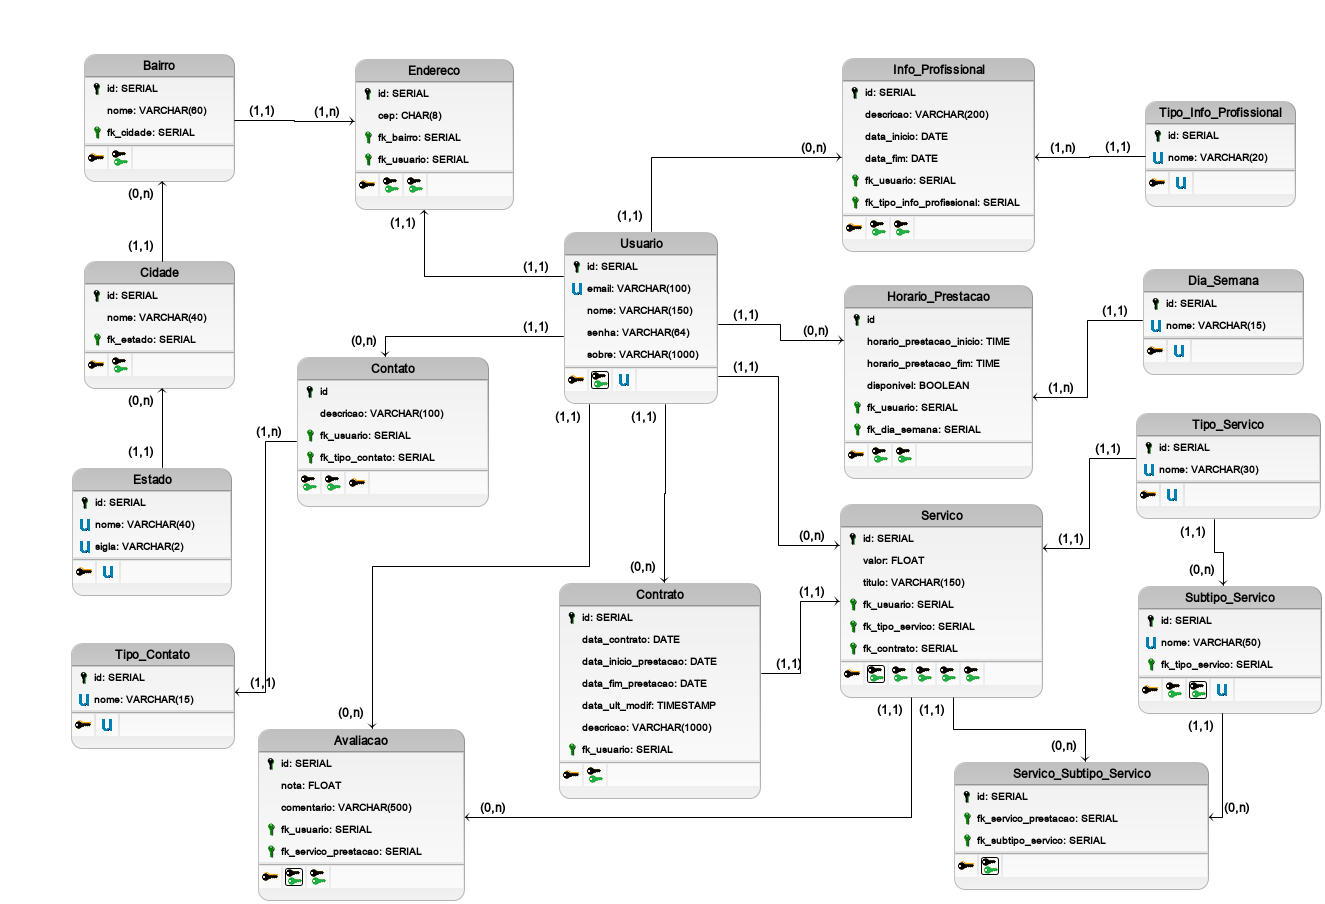 Bairro
id: SERIAL
nome: VARCHAR(60)
fk_cidade: SERIAL
(1,1)
(1,n)
Endereco
id: SERIAL
cep: CHAR(8)
fk_bairro: SERIAL
fk_usuario: SERIAL
Info_Profissional
id: SERIAL
descricao: VARCHAR(200)
data_inicio: DATE
data_fim: DATE
fk_usuario: SERIAL
fk_tipo_info_profissional: SERIAL
(0,n)
(1,n)
(1,1)
Tipo_Info_Profissional
id: SERIAL
u nome: VARCHAR(20)
u
(0,n)
(1,1)
(1,1)
(1,1)
(1,1)
Cidade
id: SERIAL
nome: VARCHAR(40)
fk_estado: SERIAL
Usuario
id: SERIAL
u email: VARCHAR(100)
nome: VARCHAR(150)
senha: VARCHAR(64)
sobre: VARCHAR(1000)
u
(1,1)
(0,n)
(1,1)
(0,n)
(1,1)
Horario_Prestacao
id
horario_prestacao_inicio: TIME
horario_prestacao_fim: TIME
disponivel: BOOLEAN
fk_usuario: SERIAL
fk_dia_semana: SERIAL
(1,1)
(1,n)
Dia_Semana
id: SERIAL
u nome: VARCHAR(15)
u
Contato
id
descricao: VARCHAR(100)
fk_usuario: SERIAL
fk_tipo_contato: SERIAL
(0,n)
(1,1)
(1,n)
(1,1)
(1,1)
Estado
id: SERIAL
u nome: VARCHAR(40)
u sigla: VARCHAR(2)
u
Tipo_Servico
id: SERIAL
u nome: VARCHAR(30)
u
(1,1)
(1,1)
(1,1)
(0,n)
Servico
id: SERIAL
valor: FLOAT
titulo: VARCHAR(150)
fk_usuario: SERIAL
fk_tipo_servico: SERIAL
fk_contrato: SERIAL
(0,n)
(0,n)
(1,1)
(1,1)
Contrato
id: SERIAL
data_contrato: DATE
data_inicio_prestacao: DATE
data_fim_prestacao: DATE
data_ult_modif: TIMESTAMP
descricao: VARCHAR(1000)
fk_usuario: SERIAL
Subtipo_Servico
id: SERIAL
u nome: VARCHAR(50)
fk_tipo_servico: SERIAL
u
Tipo_Contato
id: SERIAL
u nome: VARCHAR(15)
u
(1,1)
(0,n)
(1,1)
(1,1)
(1,1)
Avaliacao
id: SERIAL
nota: FLOAT
comentario: VARCHAR(500)
fk_usuario: SERIAL
fk_servico_prestacao: SERIAL
(0,n)
(0,n)
(0,n)
Servico_Subtipo_Servico
id: SERIAL
fk_servico_prestacao: SERIAL
fk_subtipo_servico: SERIAL